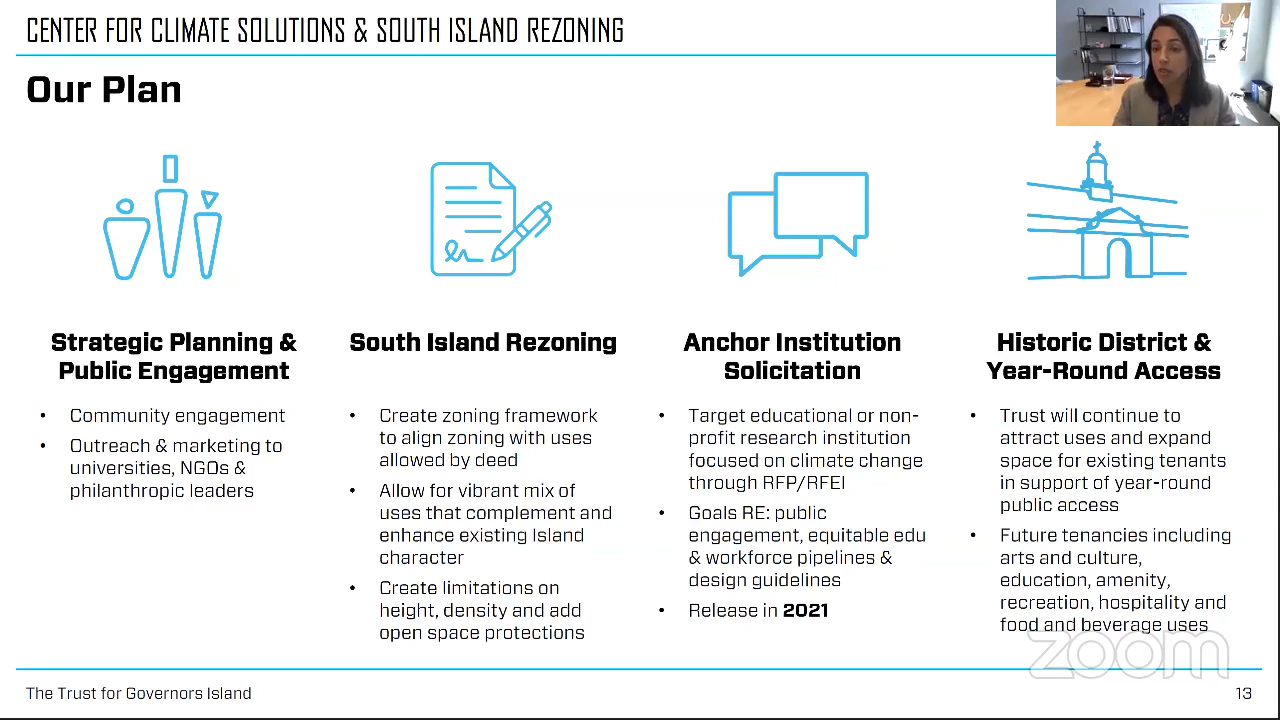 CENTER FOR CLIMATE SOLUTIONS & SOUTH ISLAND REZONING
Our Plan
Strategic Planning &
Public Engagement
• Community engagement
• Outreach & marketing to
universities, NGOs &
philanthropic leaders
South Island Rezoning
• Create zoning framework
to align zoning with uses
allowed by deed
• Allow for vibrant mix of
uses that complement and
enhance existing Island
character
• Create limitations on
height, density and add
open space protections
Anchor Institution
Solicitation
• Target educational or non-
profit research institution
focused on climate change
through RFP/RFEI
• Goals RE: public
engagement, equitable edu
& workforce pipelines &
design guidelines
• Release in 2021
Historic District &
Year-Round Access
• Trust will continue to
attract uses and expand
space for existing tenants
in support of year-round
public access
• Future tenancies including
arts and culture,
education, amenity,
recreation, hospitality and
food and beverage uses
zoom
The Trust for Governors Island
13